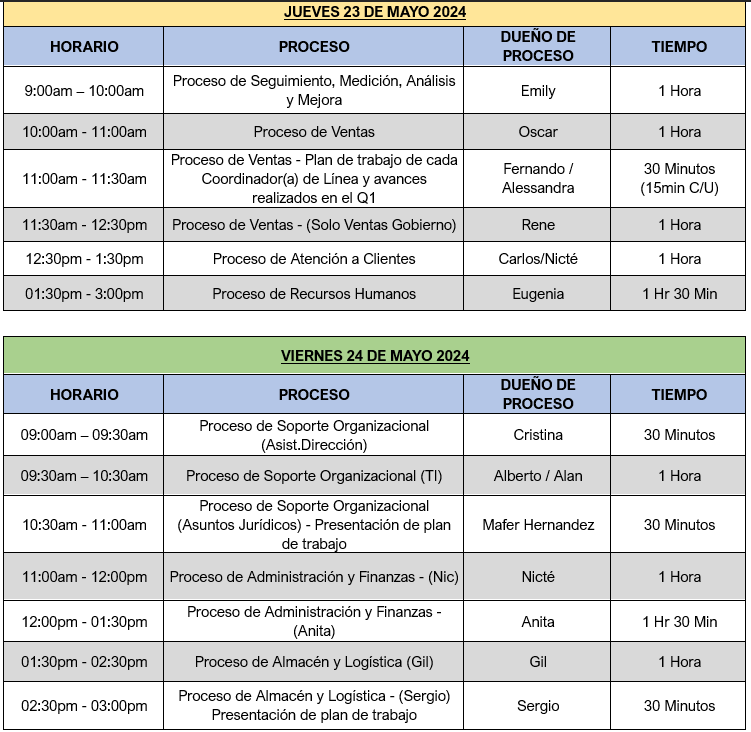 JUEVES 23 DE MAYO 2024
HORARIO PROCESO DUEÑO DE PROCESO TIEMPO
9:00am – 10:00am Proceso de Seguimiento, Medición, Análisis y Mejora Emily 1 Hora
10:00am - 11:00am Proceso de Ventas Oscar 1 Hora
11:00am - 11:30am Proceso de Ventas - Plan de trabajo de cada Coordinador(a) de Línea y avances realizados en el Q1 Fernando / Alessandra 30 Minutos (15min C/U)
11:30am - 12:30pm Proceso de Ventas - (Solo Ventas Gobierno) Rene 1 Hora
12:30pm - 1:30pm Proceso de Atención a Clientes Carlos/Nicté 1 Hora
01:30pm - 3:00pm Proceso de Recursos Humanos Eugenia 1 Hr 30 Min
VIERNES 24 DE MAYO 2024
HORARIO PROCESO DUEÑO DE PROCESO TIEMPO
09:00am – 09:30am Proceso de Soporte Organizacional (Asist.Dirección) Cristina 30 Minutos
09:30am – 10:30am Proceso de Soporte Organizacional (TI) Alberto / Alan 1 Hora
10:30am - 11:00am Proceso de Soporte Organizacional (Asuntos Jurídicos) - Presentación de plan de trabajo Mafer Hernandez 30 Minutos
11:00am - 12:00pm Proceso de Administración y Finanzas - (Nic) Nicté 1 Hora
12:00pm - 01:30pm Proceso de Administración y Finanzas - (Anita) Anita 1 Hr 30 Min
01:30pm - 02:30pm Proceso de Almacén y Logística (Gil) Gil 1 Hora
02:30pm - 03:00pm Proceso de Almacén y Logística - (Sergio) Presentación de plan de trabajo Sergio 30 Minutos